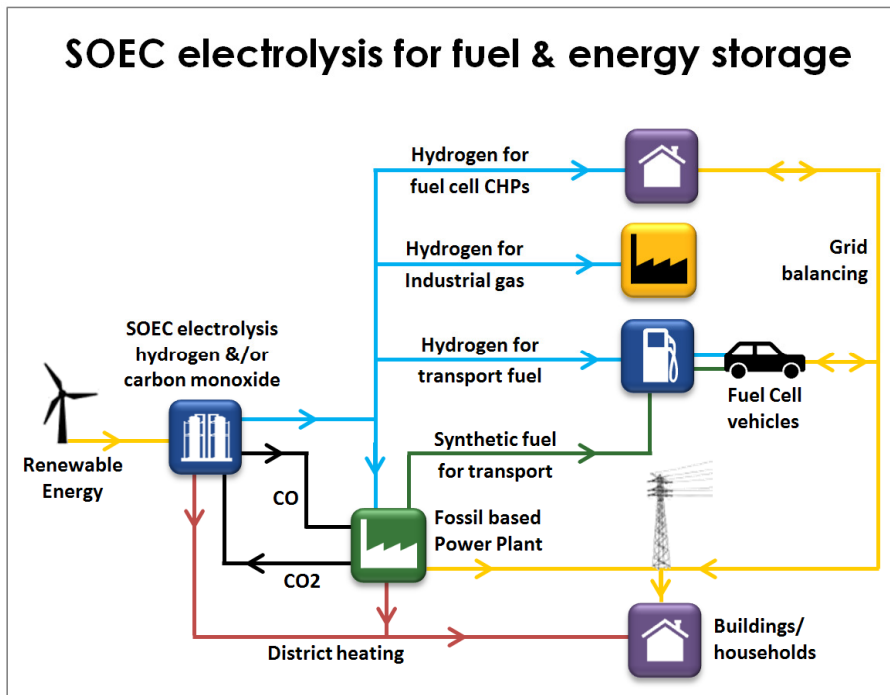 SOEC electrolysis for fuel & energy storage
Hydrogen for
fuel cell CHPs
Grid
balancing
Hydrogen for
Industrial gas
SOEC electrolysis
hydrogen &/or
carbon monoxide
Hydrogen for
transport fuel
Fuel Cell
vehicles
Renewable
Energy
Synthetic fuel
for transport
CO
Fossil based
Power Plant
CO2
District heating
Buildings/
households